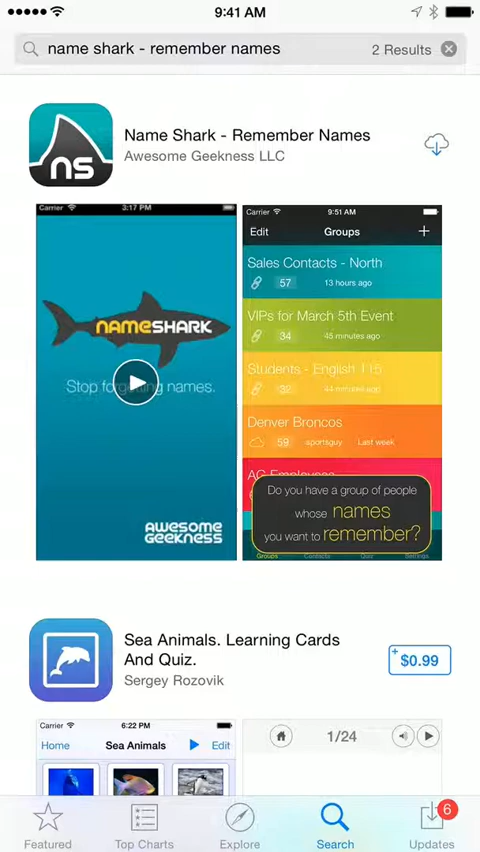 9:41 AM
name shark - remember names
2 Results
ns
Name Shark - Remember Names
Awesome Geekness LLC
Carrier
3:17 PM
NAMESHARK
Stop forgetting names.
AWESOME
GEEKNESS
Carrier
9:51 AM
Edit
Groups
+
Sales Contacts - North
57
13 hours ago
VIPs for March 5th Event
34
45 minutes ago
Students - English 115
32
44 minutes ago
Denver Broncos
59
sportsguy
Last week
AC Employees
Do you have a group of people
whose names
you want to remember?
Groups
Contacts
Quiz
Settings
Sea Animals. Learning Cards
And Quiz.
Sergey Rozovik
+
$0.99
Carrier
6:22 PM
Home
Sea Animals
Edit
1/24
Featured
Top Charts
Explore
Search
6
Updates